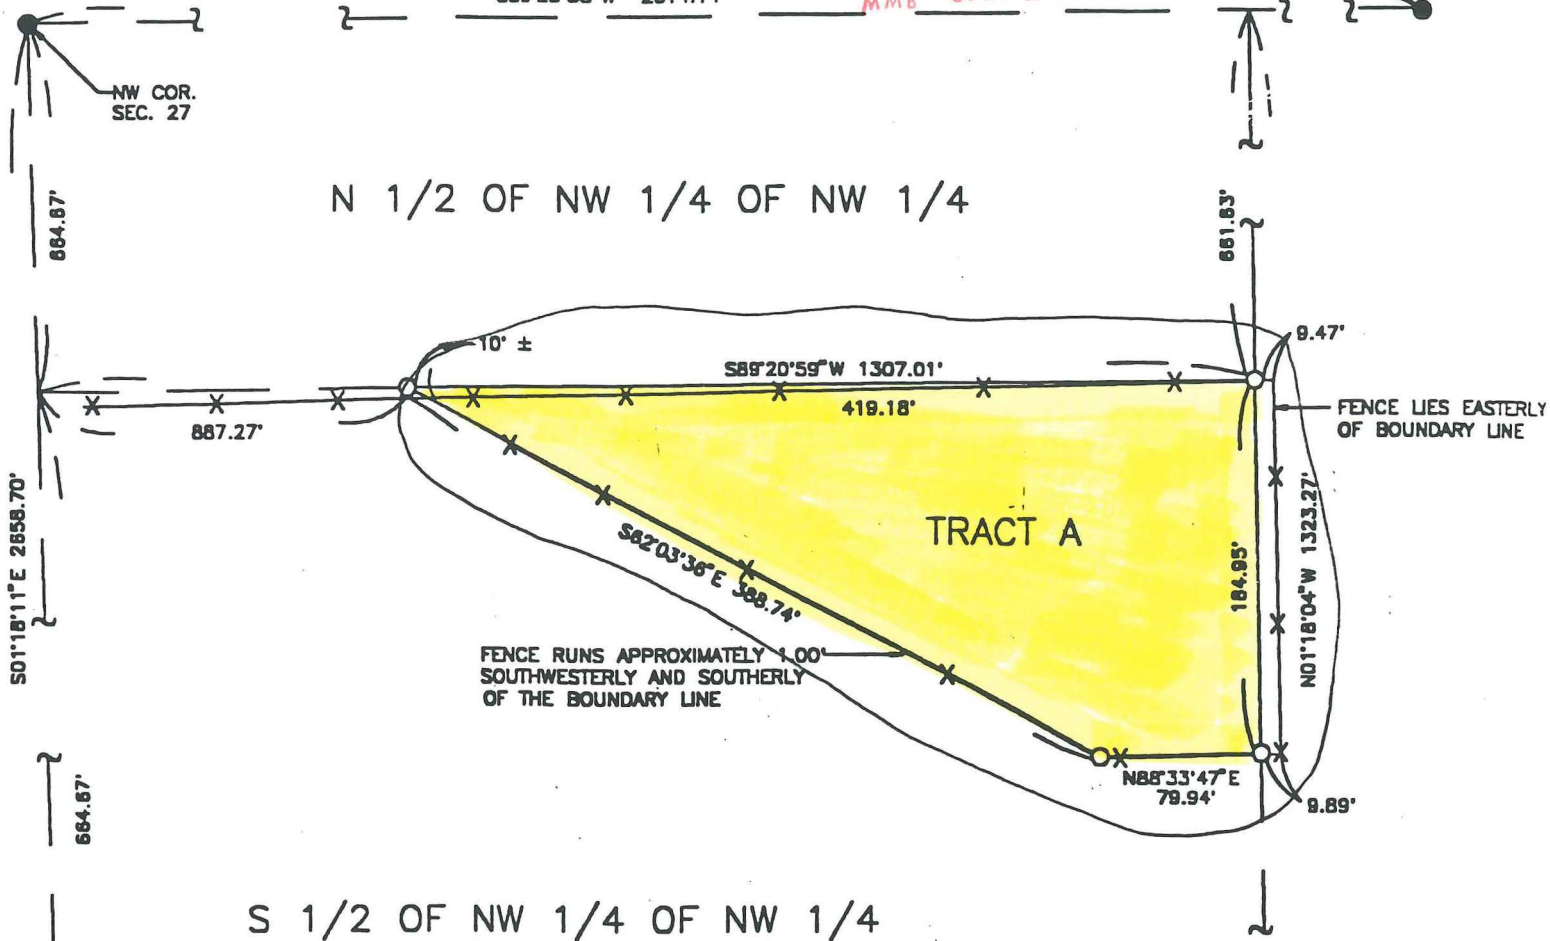 MMB
NW COR.
SEC. 27
N 1/2 OF NW 1/4 OF NW 1/4
664.67'
661.63'
10' ±
9.47'
S89°20'59"W 1307.01'
419.18'
887.27'
FENCE LIES EASTERLY
OF BOUNDARY LINE
TRACT A
S01°18'11"E 2658.70'
S62°03'36"E 388.74'
184.95'
N01°18'04"W 1323.27'
FENCE RUNS APPROXIMATELY 1.00'
SOUTHWESTERLY AND SOUTHERLY
OF THE BOUNDARY LINE
N88°33'47"E
79.94'
9.89'
664.67'
S 1/2 OF NW 1/4 OF NW 1/4